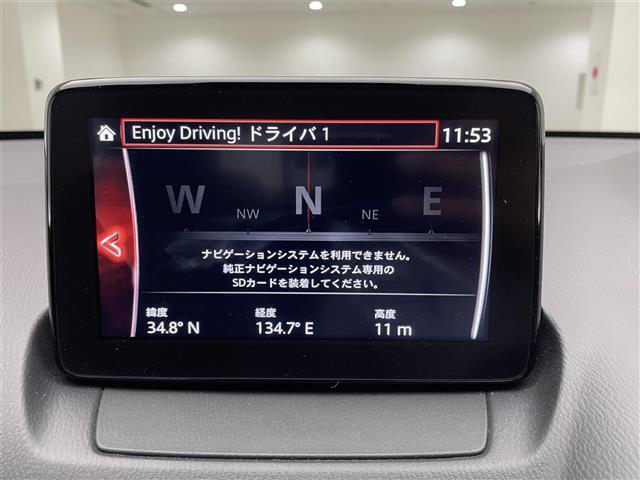 Enjoy Driving! ドライバ 1
11:53
W NW N NE E
ナビゲーションシステムを利用できません。
純正ナビゲーションシステム専用の
SDカードを装着してください。
緯度 経度 高度
34.8° N 134.7° E 11 m